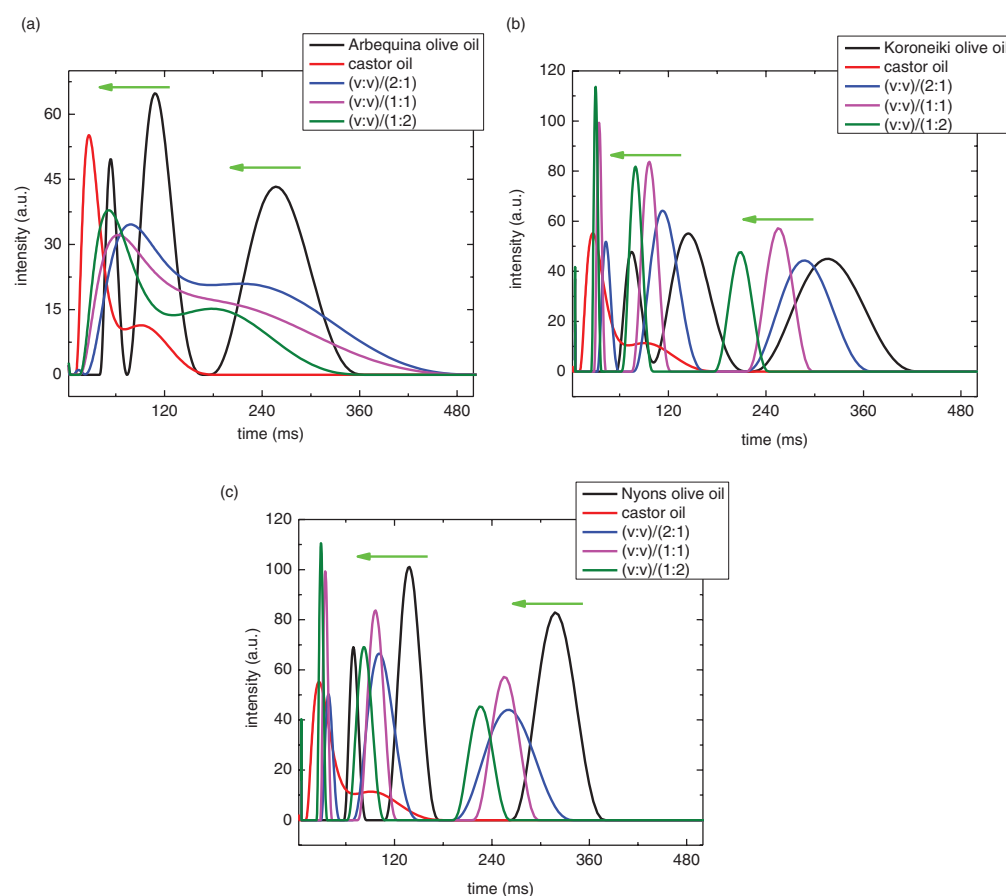 (a)
Arbequina olive oil
castor oil
(v:v)/(2:1)
(v:v)/(1:1)
(v:v)/(1:2)
60
45
30
15
0
intensity (a.u.)
120 240 360 480
time (ms)
(b)
Koroneiki olive oil
castor oil
(v:v)/(2:1)
(v:v)/(1:1)
(v:v)/(1:2)
120
100
80
60
40
20
0
intensity (a.u.)
120 240 360 480
time (ms)
(c)
Nyons olive oil
castor oil
(v:v)/(2:1)
(v:v)/(1:1)
(v:v)/(1:2)
120
100
80
60
40
20
0
intensity (a.u.)
120 240 360 480
time (ms)